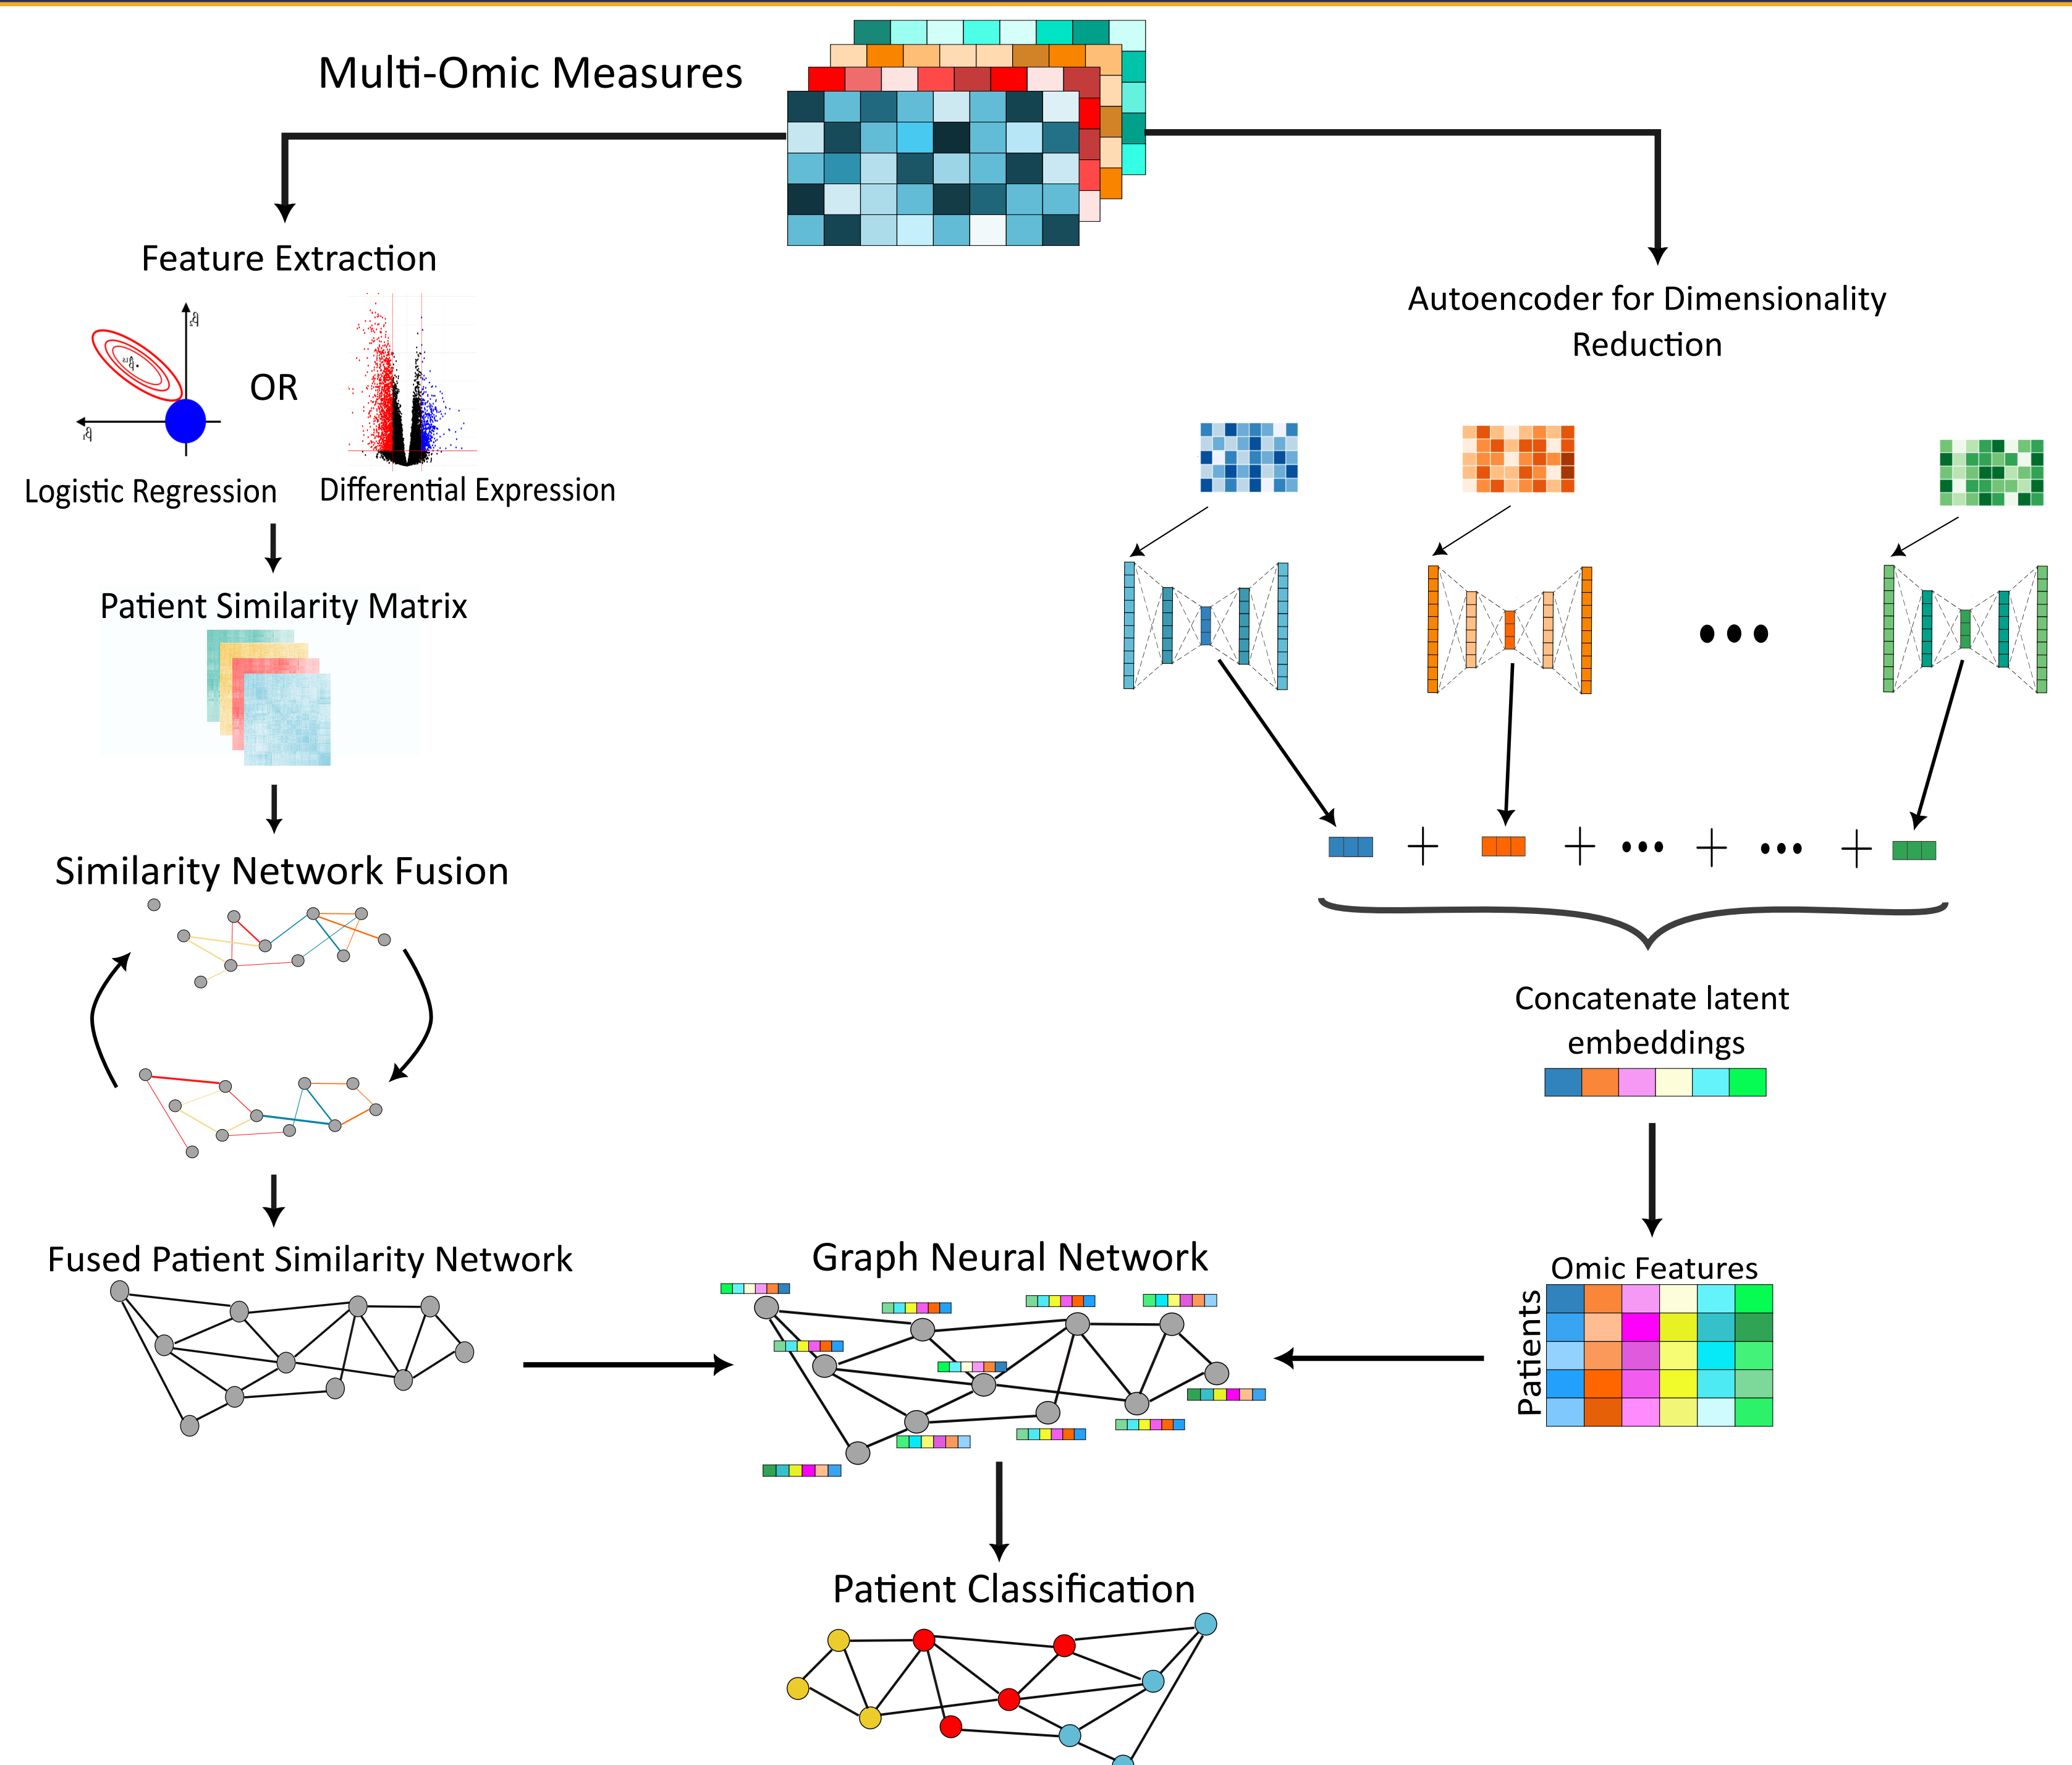 Multi-Omic Measures
Feature Extraction
OR
Logistic Regression
Differential Expression
Patient Similarity Matrix
Similarity Network Fusion
Fused Patient Similarity Network
Autoencoder for Dimensionality
Reduction
Concatenate latent
embeddings
Omic Features
Patients
Graph Neural Network
Patient Classification